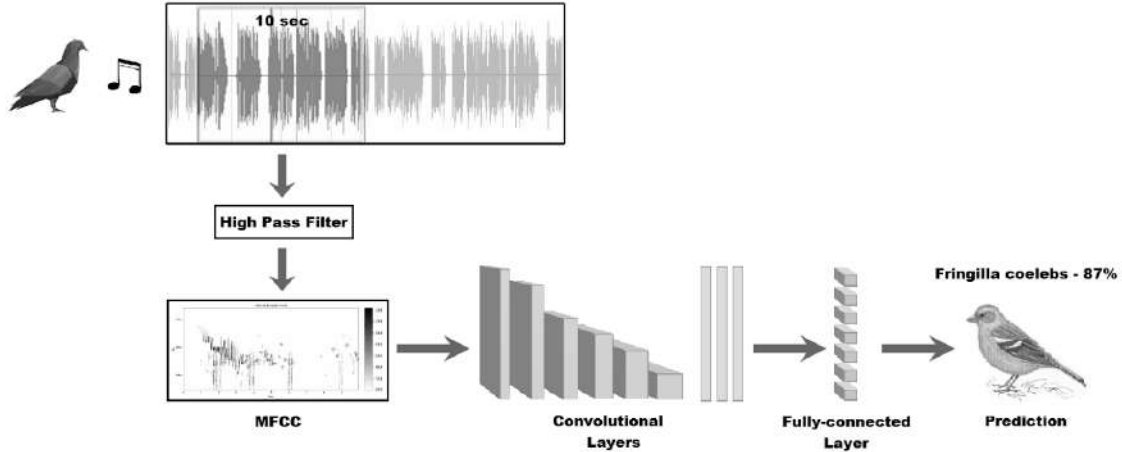 10 sec
High Pass Filter
Fringilla coelebs - 87%
MFCC
Convolutional
Layers
Fully-connected
Layer
Prediction